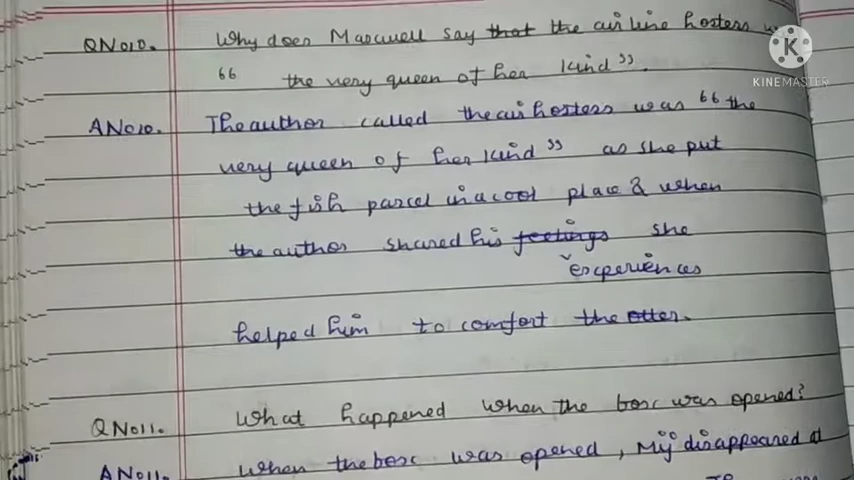 QNo10. Why does Maxwell say that the air line hostess
K
" the very queen of her kind".
KINEMASTER
ANo10. The author called the air hostess was "the
very queen of her kind" as she put
the fish parcel in a cool place & when
the author shared his feelings she
experiences
helped him to comfort the otter.
QNo11. What happened when the box was opened?
ANo11. When the box was opened, Mij disappeared at